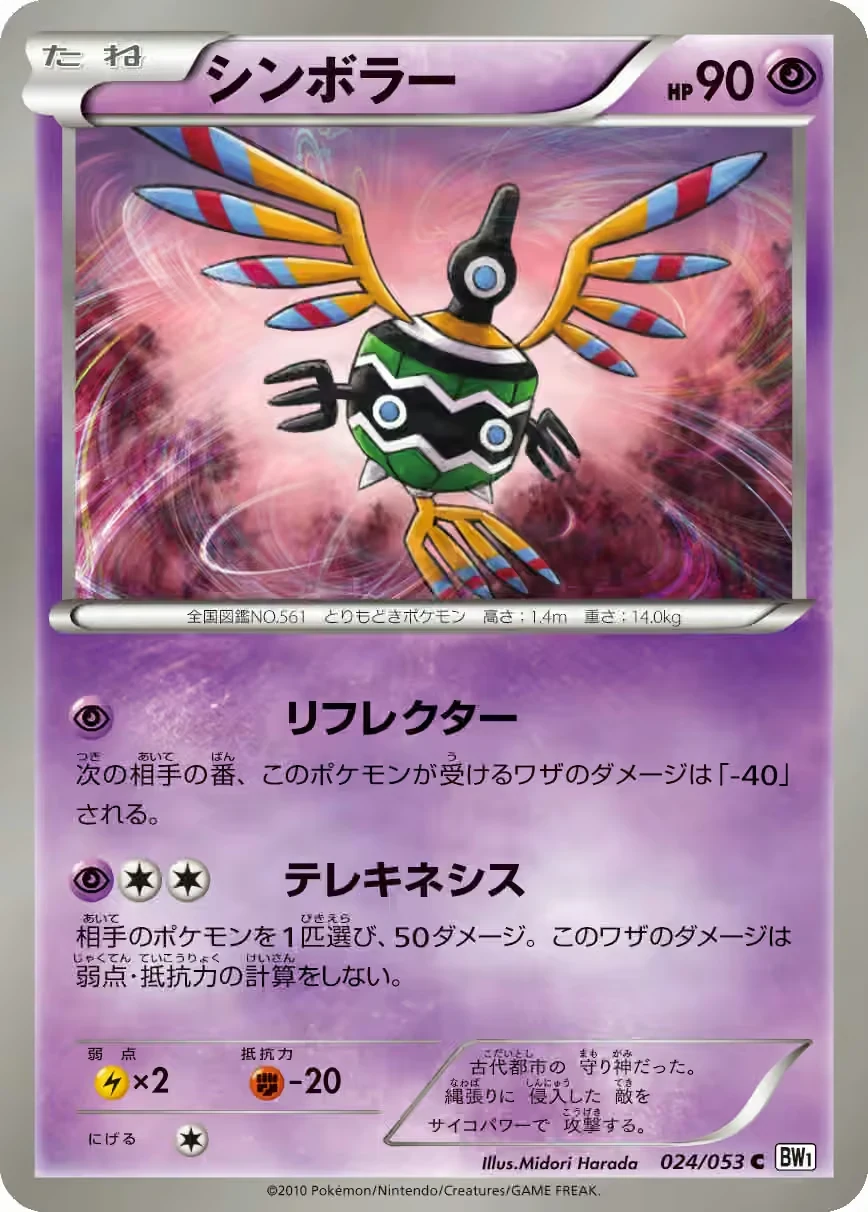 たね シンボラー HP90
全国図鑑NO.561 とりもどきポケモン 高さ：1.4m 重さ：14.0kg
リフレクター
次の相手の番、このポケモンが受けるワザのダメージは「-40」
される。
テレキネシス
相手のポケモンを1匹選び、50ダメージ。このワザのダメージは
弱点・抵抗力の計算をしない。
弱点 抵抗力
×2 -20
にげる
古代都市の 守り神だった。
縄張りに 侵入した 敵を
サイコパワーで 攻撃する。
Illus.Midori Harada 024/053 C BW1
©2010 Pokémon/Nintendo/Creatures/GAME FREAK.